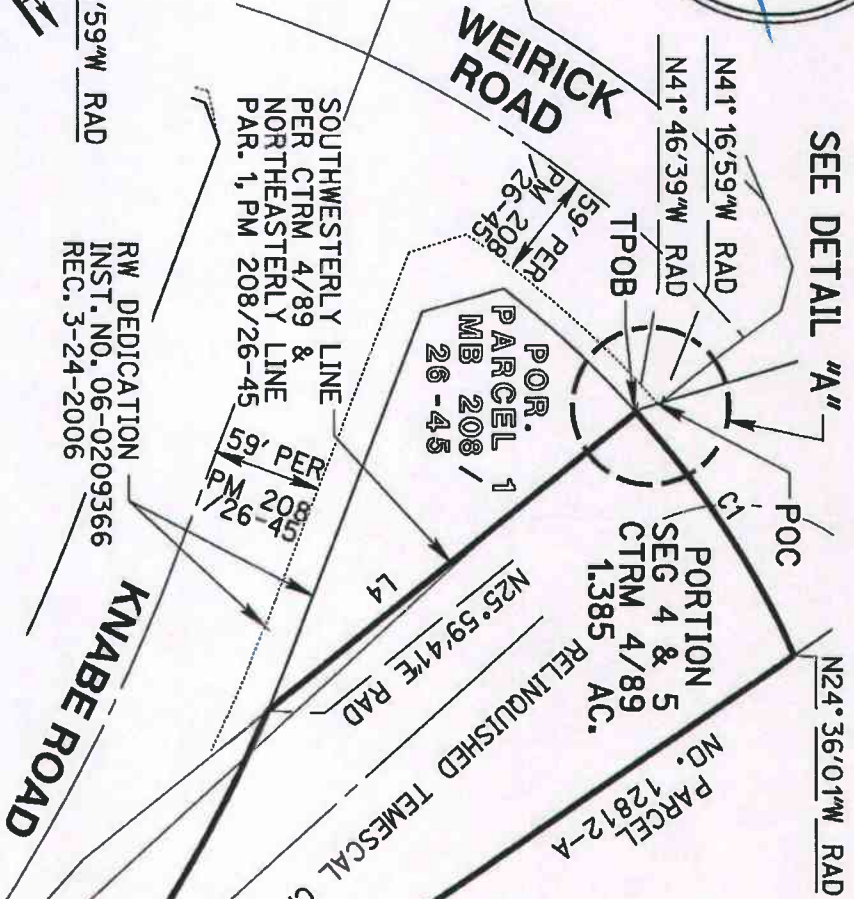 SEE DETAIL "A"
N41°16'59"W RAD
N41°46'39"W RAD
WEIRICK
ROAD
59' PER
PM 208
/26-45
TPOB
POC
C1
N24°36'01"W RAD
POR.
PARCEL 1
MB 208/
26-45
PORTION
SEG 4 & 5
CTRM 4/89
1.385 AC.
PARCEL
NO. 12812-A
SOUTHWESTERLY LINE
PER CTRM 4/89 &
NORTHEASTERLY LINE
PAR. 1, PM 208/26-45
L4
N25°59'41"E RAD
RELINQUISHED TEMESCAL
59' PER
PM 208
/26-45
RW DEDICATION
INST. NO. 06-0209366
REC. 3-24-2006
KNABE ROAD
'59"W RAD